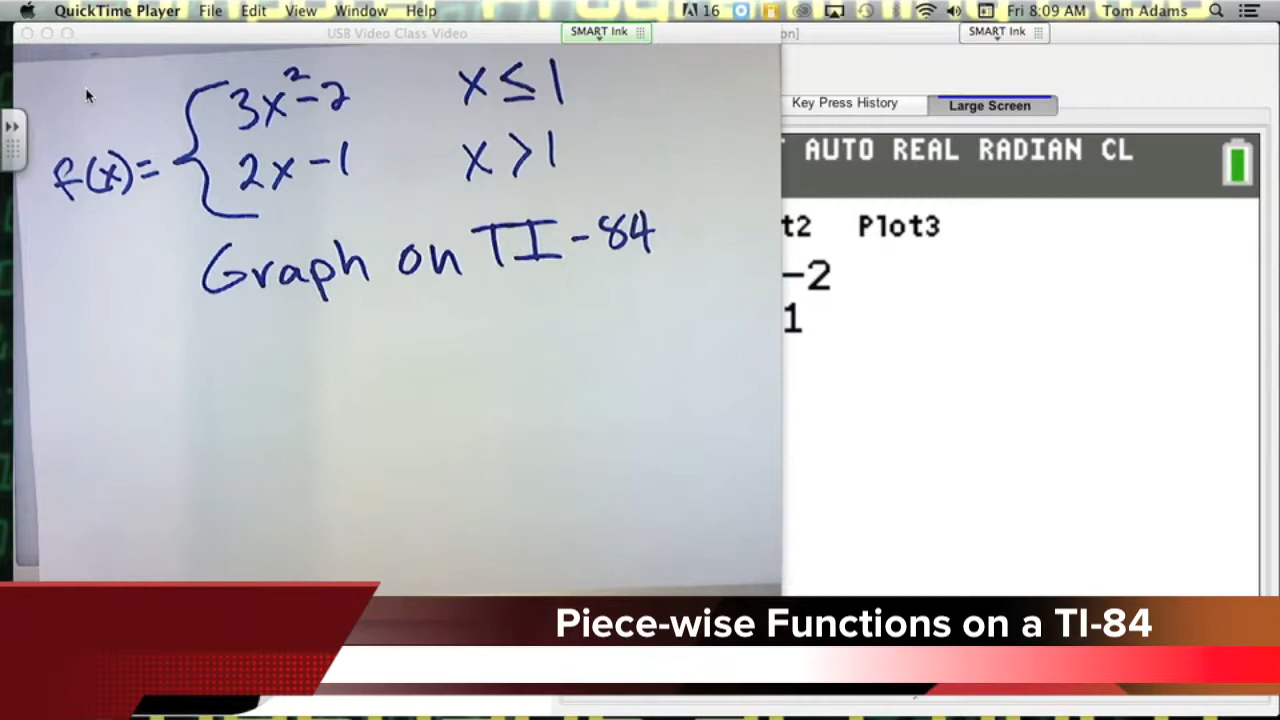 QuickTime Player File Edit View Window Help 16 Fri 8:09 AM Tom Adams
USB Video Class Video SMART Ink on] SMART Ink
Key Press History Large Screen
AUTO REAL RADIAN CL
Plot3
-2
1
3x²-2 x≤1
f(x)= { 2x-1 x>1
Graph on TI-84
Piece-wise Functions on a TI-84